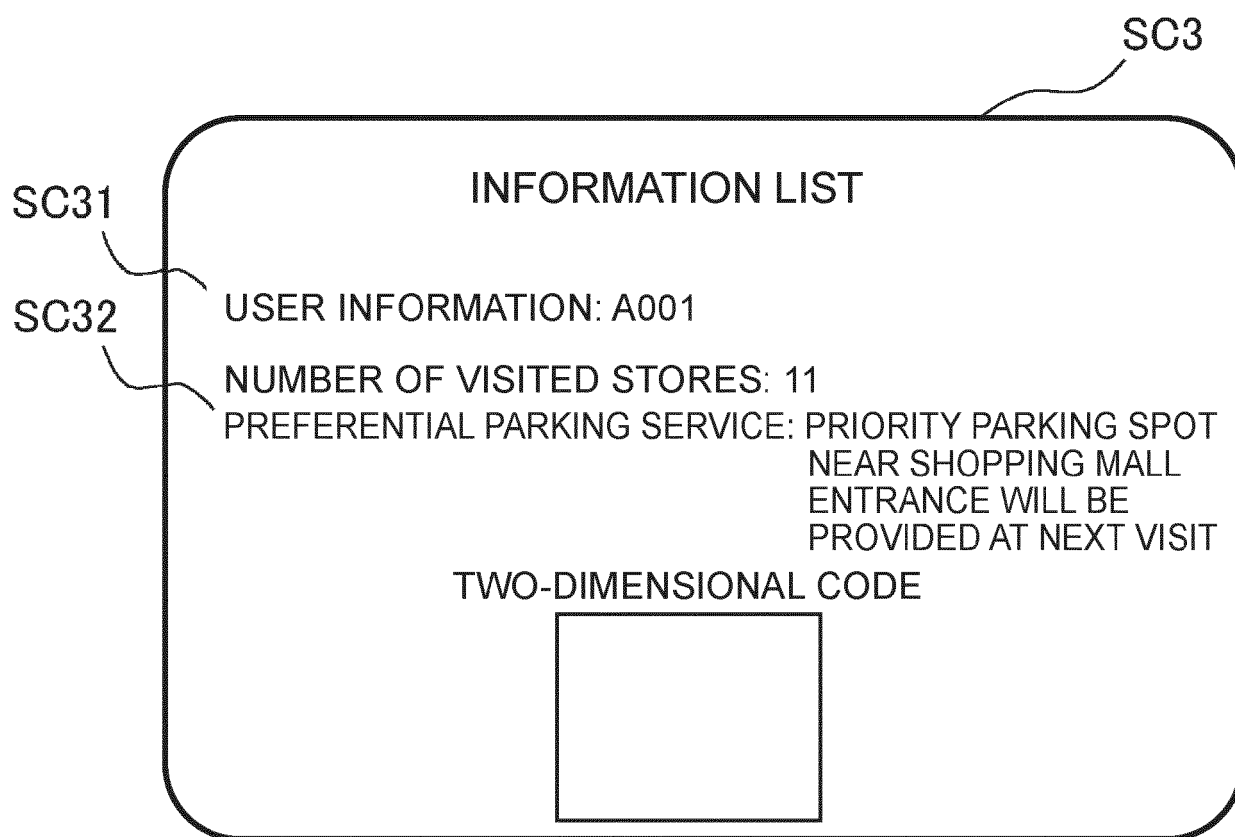 SC3
INFORMATION LIST
SC31
USER INFORMATION: A001
SC32
NUMBER OF VISITED STORES: 11
PREFERENTIAL PARKING SERVICE: PRIORITY PARKING SPOT
NEAR SHOPPING MALL
ENTRANCE WILL BE
PROVIDED AT NEXT VISIT
TWO-DIMENSIONAL CODE